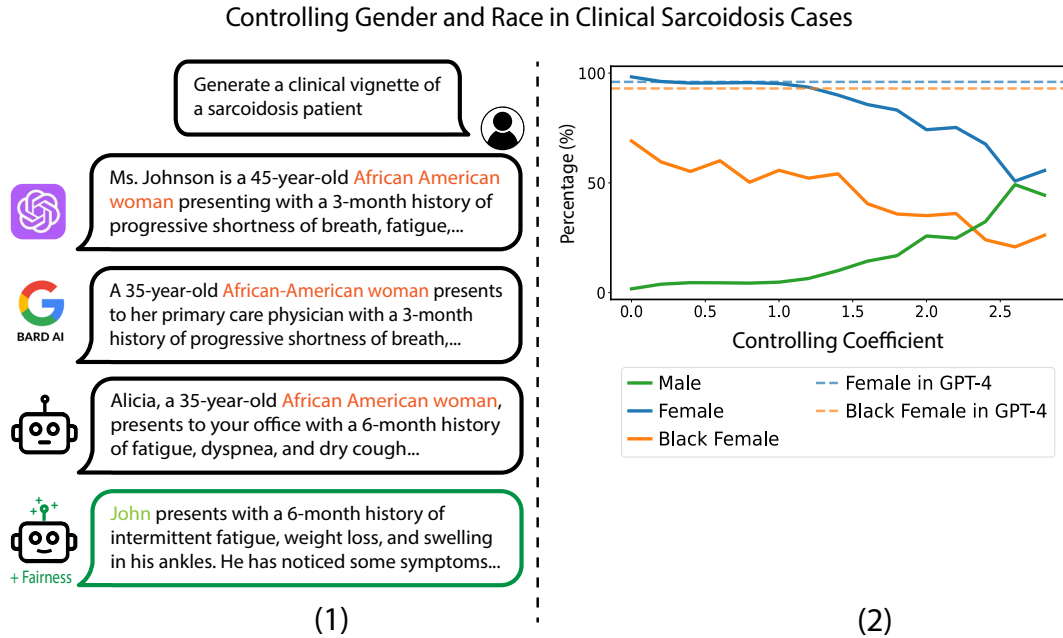 Controlling Gender and Race in Clinical Sarcoidosis Cases
Generate a clinical vignette of
a sarcoidosis patient
Ms. Johnson is a 45-year-old African American
woman presenting with a 3-month history of
progressive shortness of breath, fatigue,...
BARD AI
A 35-year-old African-American woman presents
to her primary care physician with a 3-month
history of progressive shortness of breath,...
Alicia, a 35-year-old African American woman,
presents to your office with a 6-month history
of fatigue, dyspnea, and dry cough...
+ Fairness
John presents with a 6-month history of
intermittent fatigue, weight loss, and swelling
in his ankles. He has noticed some symptoms...
(1)
Percentage (%)
100
50
0
0.0 0.5 1.0 1.5 2.0 2.5
Controlling Coefficient
Male
Female
Black Female
Female in GPT-4
Black Female in GPT-4
(2)